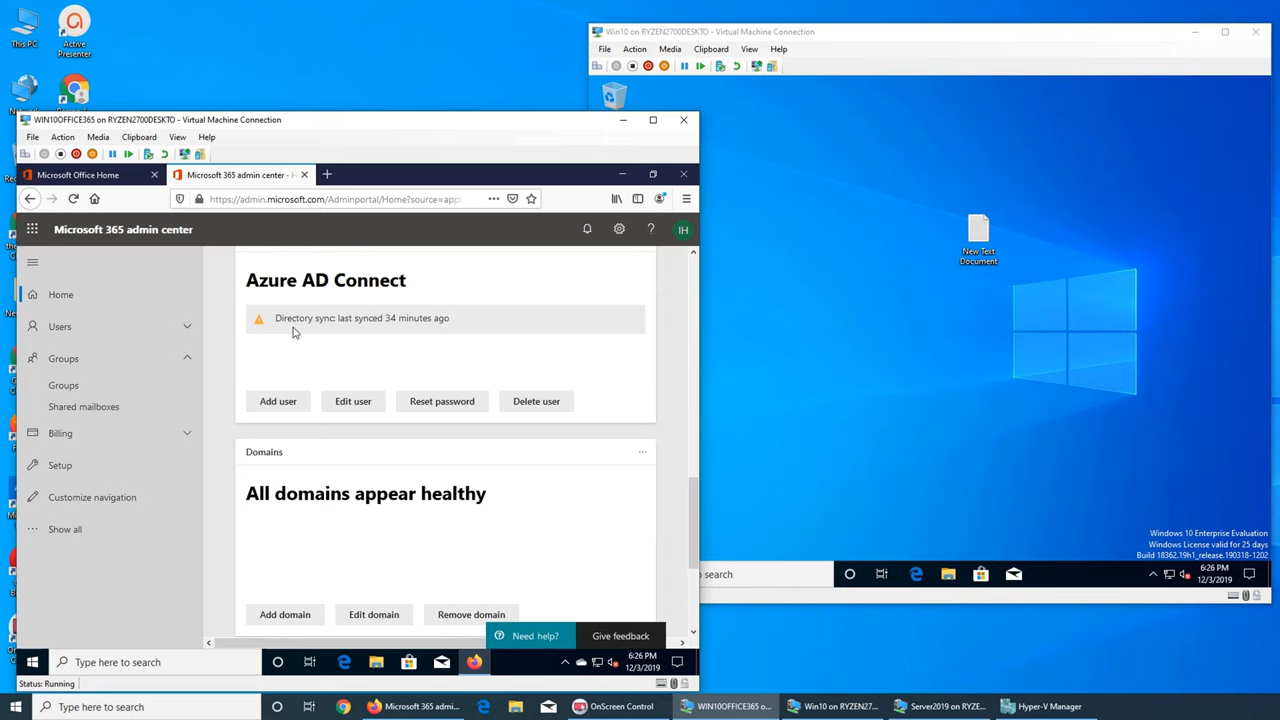 This PC
Active
Presenter
Win10 on RYZEN2700DESKTO - Virtual Machine Connection
File Action Media Clipboard View Help
WIN10OFFICE365 on RYZEN2700DESKTO - Virtual Machine Connection
File Action Media Clipboard View Help
Microsoft Office Home
Microsoft 365 admin center -
https://admin.microsoft.com/Adminportal/Home?source=appl
Microsoft 365 admin center
IH
Home
Users
Groups
Groups
Shared mailboxes
Billing
Setup
Customize navigation
Show all
Azure AD Connect
Directory sync: last synced 34 minutes ago
Add user Edit user Reset password Delete user
Domains
All domains appear healthy
Add domain Edit domain Remove domain
Need help? Give feedback
New Text
Document
Windows 10 Enterprise Evaluation
Windows License valid for 25 days
Build 18362.19h1_release.190318-1202
search
6:26 PM
12/3/2019
Type here to search
6:26 PM
12/3/2019
Status: Running
Type here to search
Microsoft 365 admi...
OnScreen Control
WIN10OFFICE365 o...
Win10 on RYZEN27...
Server2019 on RYZE...
Hyper-V Manager